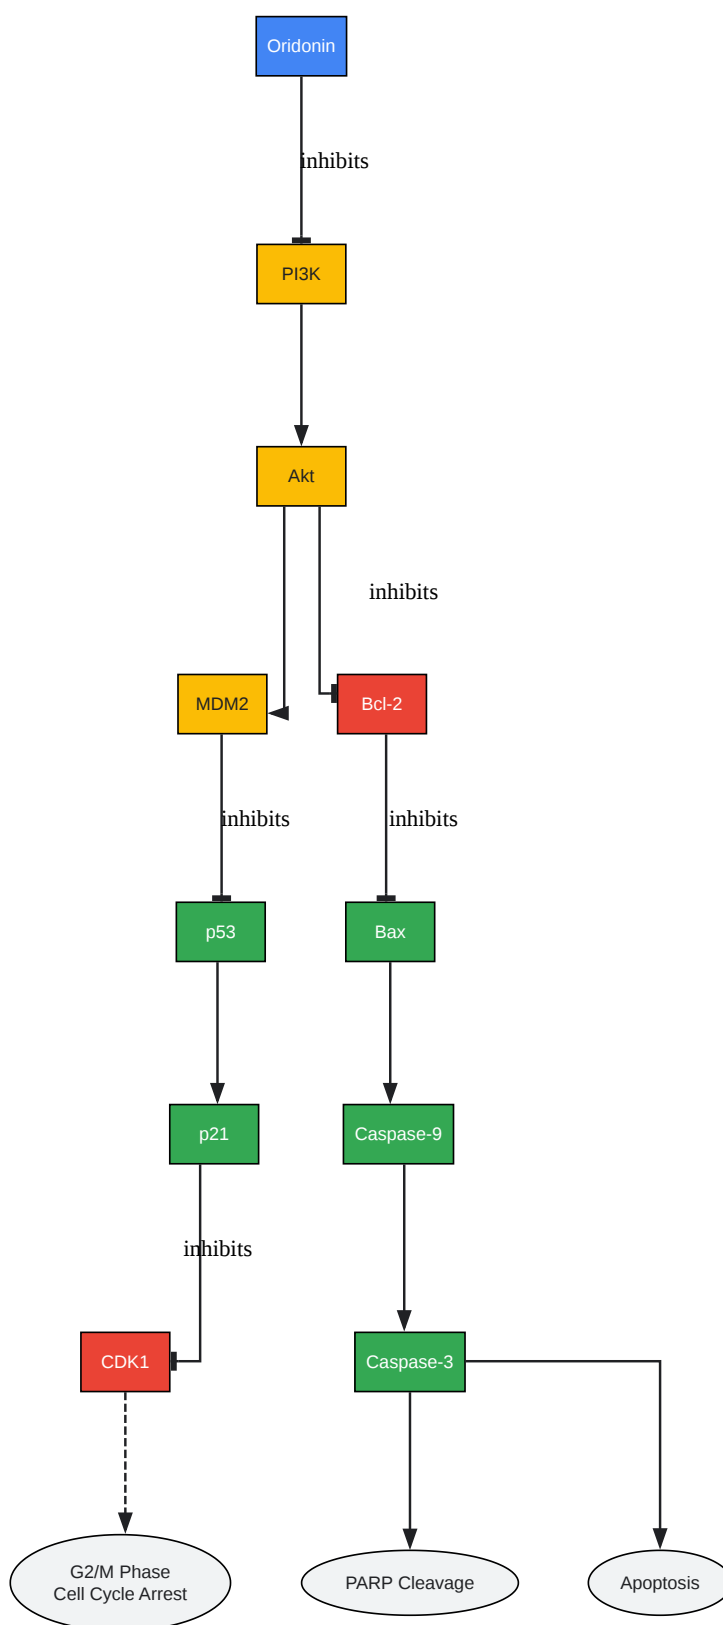 Oridonin
inhibits
PI3K
Akt
inhibits
MDM2
Bcl-2
inhibits
inhibits
p53
Bax
p21
Caspase-9
inhibits
CDK1
Caspase-3
G2/M Phase
Cell Cycle Arrest
PARP Cleavage
Apoptosis